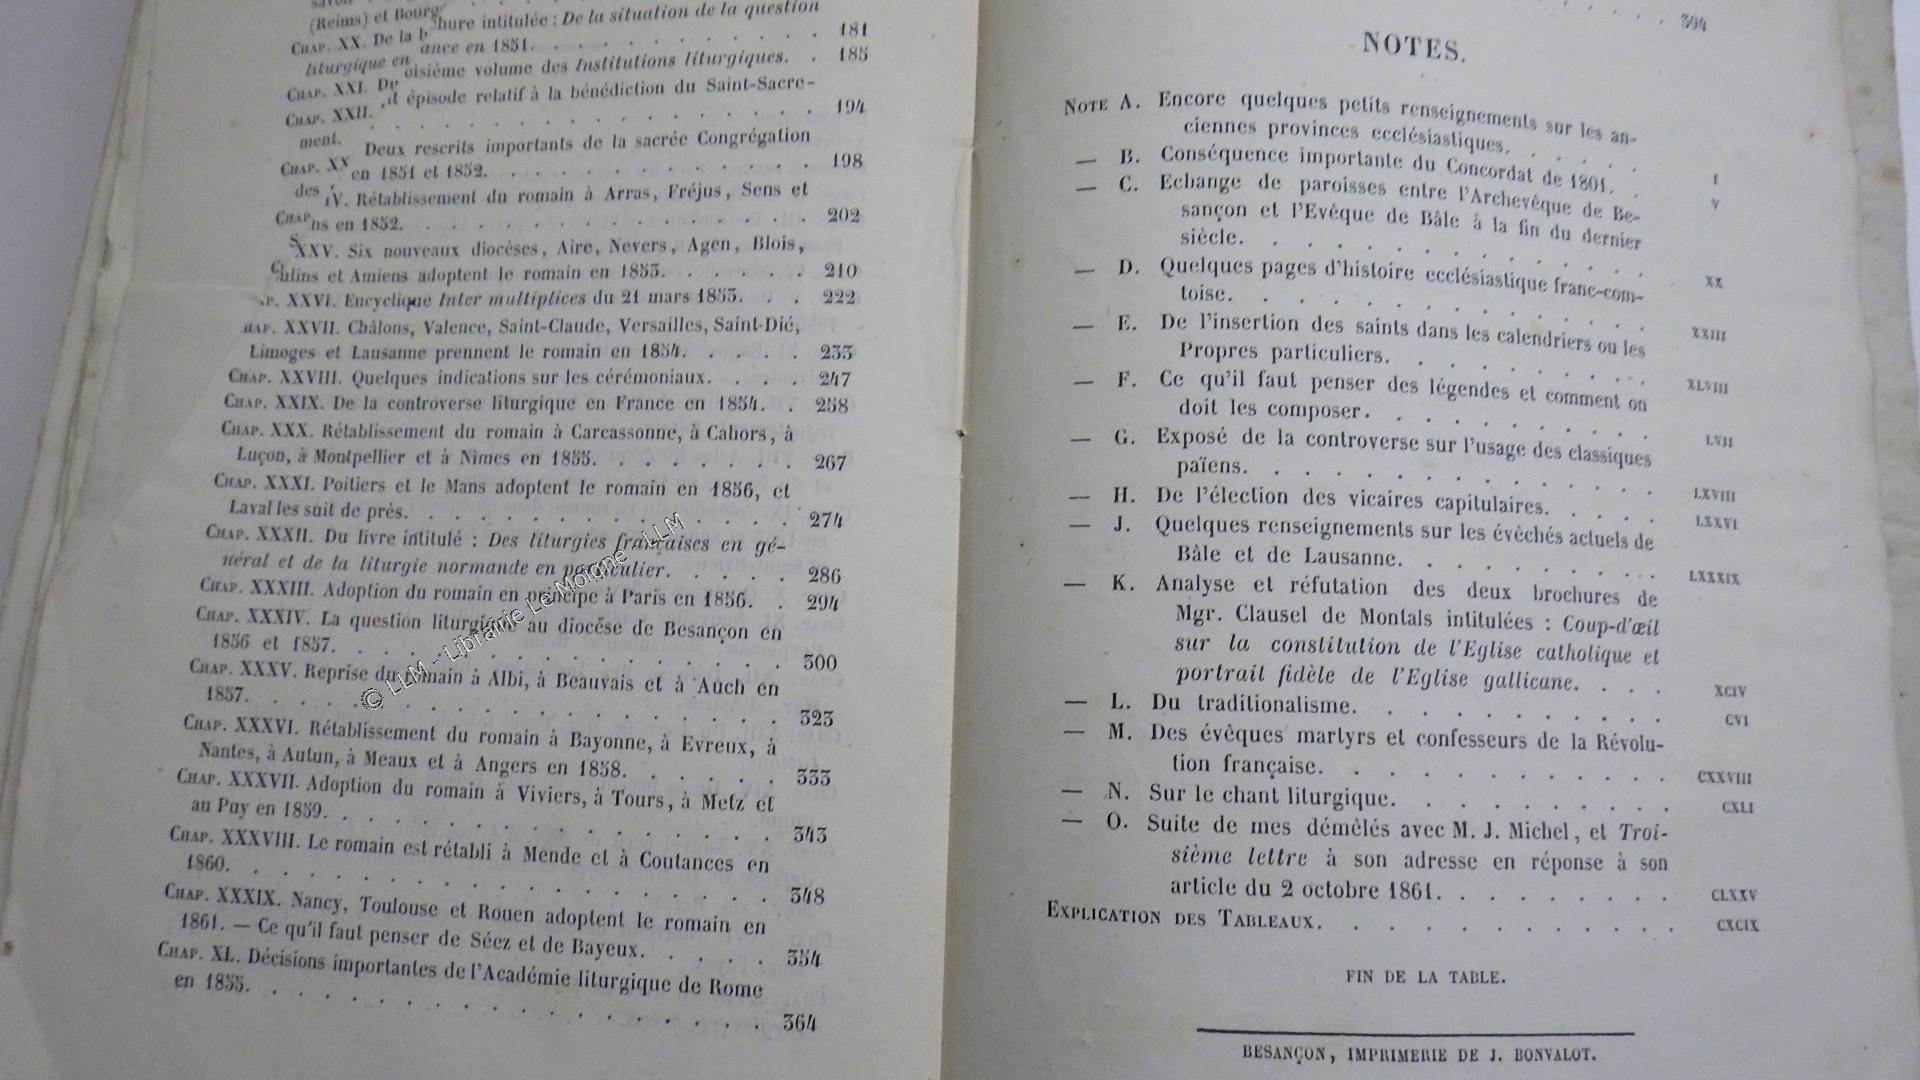 (Reims) et Bourg
CHAP. XX. De la b hure intitulée : De la situation de la question
liturgique en ance en 1851. . . . . . . . . . . . 181
CHAP. XXI. Du oisième volume des Institutions liturgiques. . 185
CHAP. XXII. épisode relatif à la bénédiction du Saint-Sacre-
ment. . . . . . . . . . . . . . . . . 194
CHAP. XX Deux rescrits importants de la sacrée Congrégation
des en 1851 et 1852. . . . . . . . . . . . 198
CHAP IV. Rétablissement du romain à Arras, Fréjus, Sens et
S ns en 1852. . . . . . . . . . . . . . 202
XXV. Six nouveaux diocèses, Aire, Nevers, Agen, Blois,
ulins et Amiens adoptent le romain en 1853. . . . . . 210
AP. XXVI. Encyclique Inter multiplices du 21 mars 1853. . . 222
HAP. XXVII. Châlons, Valence, Saint-Claude, Versailles, Saint-Dié,
Limoges et Lausanne prennent le romain en 1854. . . . . 233
CHAP. XXVIII. Quelques indications sur les cérémoniaux. . . . 247
CHAP. XXIX. De la controverse liturgique en France en 1854. . 258
CHAP. XXX. Rétablissement du romain à Carcassonne, à Cahors, à
Luçon, à Montpellier et à Nîmes en 1855. . . . . . . . 267
CHAP. XXXI. Poitiers et le Mans adoptent le romain en 1856, et
Laval les suit de près. . . . . . . . . . . . . . 274
CHAP. XXXII. Du livre intitulé : Des liturgies françaises en gé-
néral et de la liturgie normande en particulier. . . . . . 286
CHAP. XXXIII. Adoption du romain en principe à Paris en 1856. . 294
CHAP. XXXIV. La question liturgique au diocèse de Besançon en
1856 et 1857. . . . . . . . . . . . . . . . 300
CHAP. XXXV. Reprise du romain à Albi, à Beauvais et à Auch en
1857. . . . . . . . . . . . . . . . . . . 323
CHAP. XXXVI. Rétablissement du romain à Bayonne, à Evreux, à
Nantes, à Autun, à Meaux et à Angers en 1858. . . . . . 333
CHAP. XXXVII. Adoption du romain à Viviers, à Tours, à Metz et
au Puy en 1859. . . . . . . . . . . . . . . . 343
CHAP. XXXVIII. Le romain est rétabli à Mende et à Coutances en
1860. . . . . . . . . . . . . . . . . . . 348
CHAP. XXXIX. Nancy, Toulouse et Rouen adoptent le romain en
1861. — Ce qu'il faut penser de Séez et de Bayeux. . . . . 354
CHAP. XL. Décisions importantes de l'Académie liturgique de Rome
en 1855. . . . . . . . . . . . . . . . . . 364
© LLM - Librairie Le Moigne - LLM
. . . . . . 394
NOTES.
NOTE A. Encore quelques petits renseignements sur les an-
ciennes provinces ecclésiastiques. . . . . . I
— B. Conséquence importante du Concordat de 1801. . V
— C. Echange de paroisses entre l'Archevêque de Be-
sançon et l'Evêque de Bâle à la fin du dernier
siècle. . . . . . . . . . . . . XX
— D. Quelques pages d'histoire ecclésiastique franc-com-
toise. . . . . . . . . . . . . XXIII
— E. De l'insertion des saints dans les calendriers ou les
Propres particuliers. . . . . . . . . XLVIII
— F. Ce qu'il faut penser des légendes et comment on
doit les composer. . . . . . . . . . LVII
— G. Exposé de la controverse sur l'usage des classiques
païens. . . . . . . . . . . . . LXVIII
— H. De l'élection des vicaires capitulaires. . . . . LXXVI
— J. Quelques renseignements sur les évêchés actuels de
Bâle et de Lausanne. . . . . . . . . . LXXXIX
— K. Analyse et réfutation des deux brochures de
Mgr. Clausel de Montals intitulées : Coup-d'œil
sur la constitution de l'Eglise catholique et
portrait fidèle de l'Eglise gallicane. . . . XCIV
— L. Du traditionalisme. . . . . . . . . . CVI
— M. Des évêques martyrs et confesseurs de la Révolu-
tion française. . . . . . . . . . . CXXVIII
— N. Sur le chant liturgique. . . . . . . . . CXLI
— O. Suite de mes démêlés avec M. J. Michel, et Troi-
sième lettre à son adresse en réponse à son
article du 2 octobre 1861. . . . . . . . . CLXXV
EXPLICATION DES TABLEAUX. . . . . . . . . . . CXCIX
FIN DE LA TABLE.
BESANÇON, IMPRIMERIE DE J. BONVALOT.